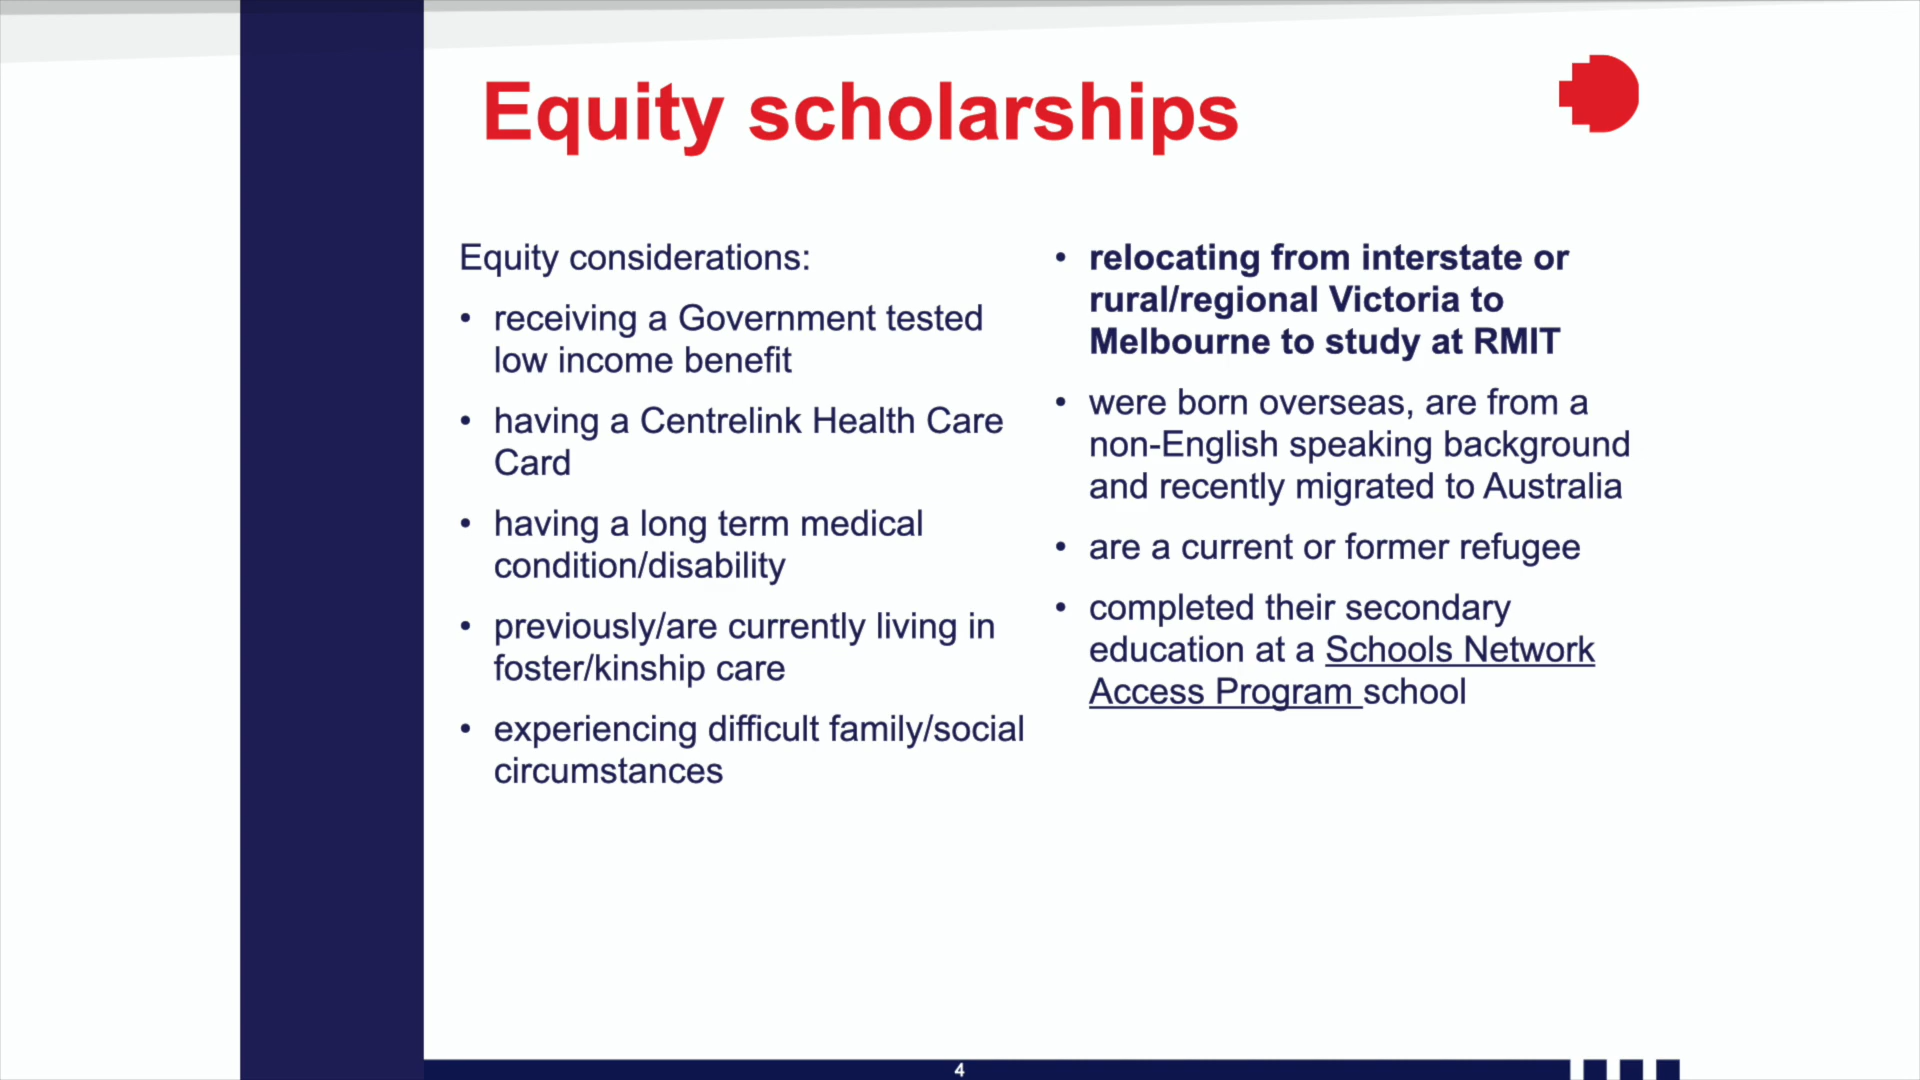 Equity scholarships
Equity considerations:
• receiving a Government tested
low income benefit
• having a Centrelink Health Care
Card
• having a long term medical
condition/disability
• previously/are currently living in
foster/kinship care
• experiencing difficult family/social
circumstances
• relocating from interstate or
rural/regional Victoria to
Melbourne to study at RMIT
• were born overseas, are from a
non-English speaking background
and recently migrated to Australia
• are a current or former refugee
• completed their secondary
education at a Schools Network
Access Program school
4